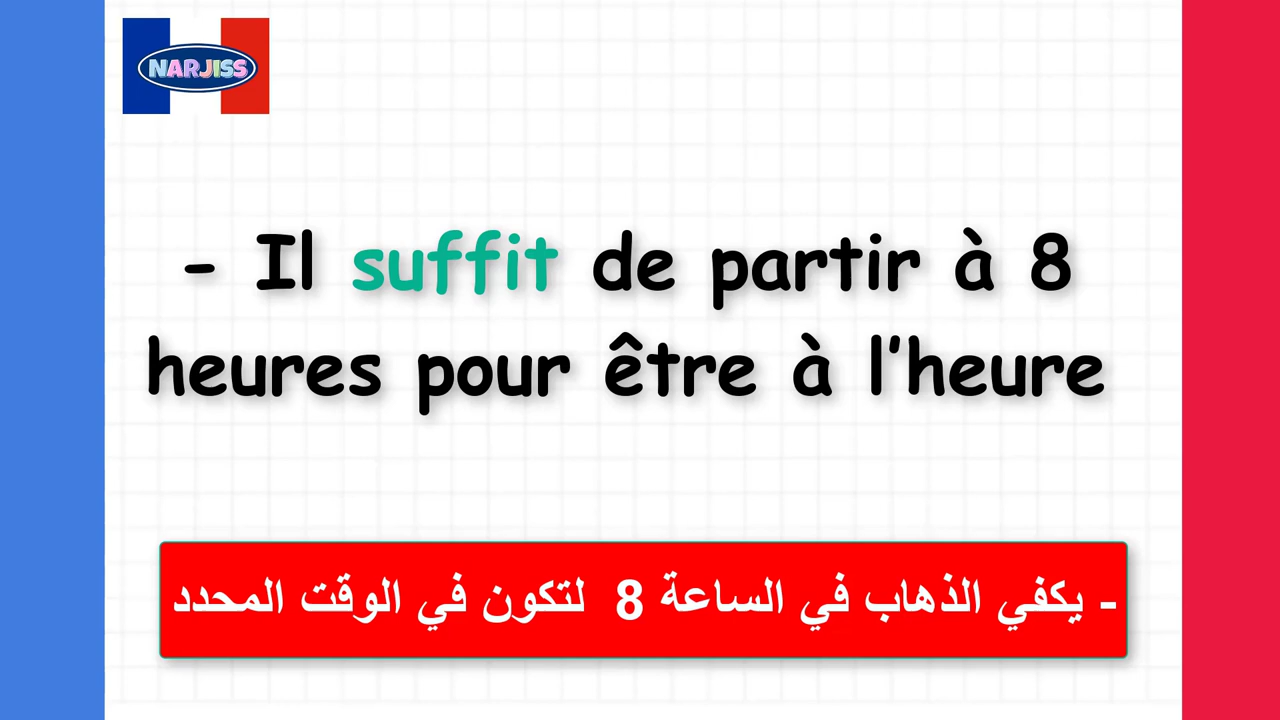 NARJISS
- Il suffit de partir à 8
heures pour être à l’heure
- يكفي الذهاب في الساعة 8 لتكون في الوقت المحدد